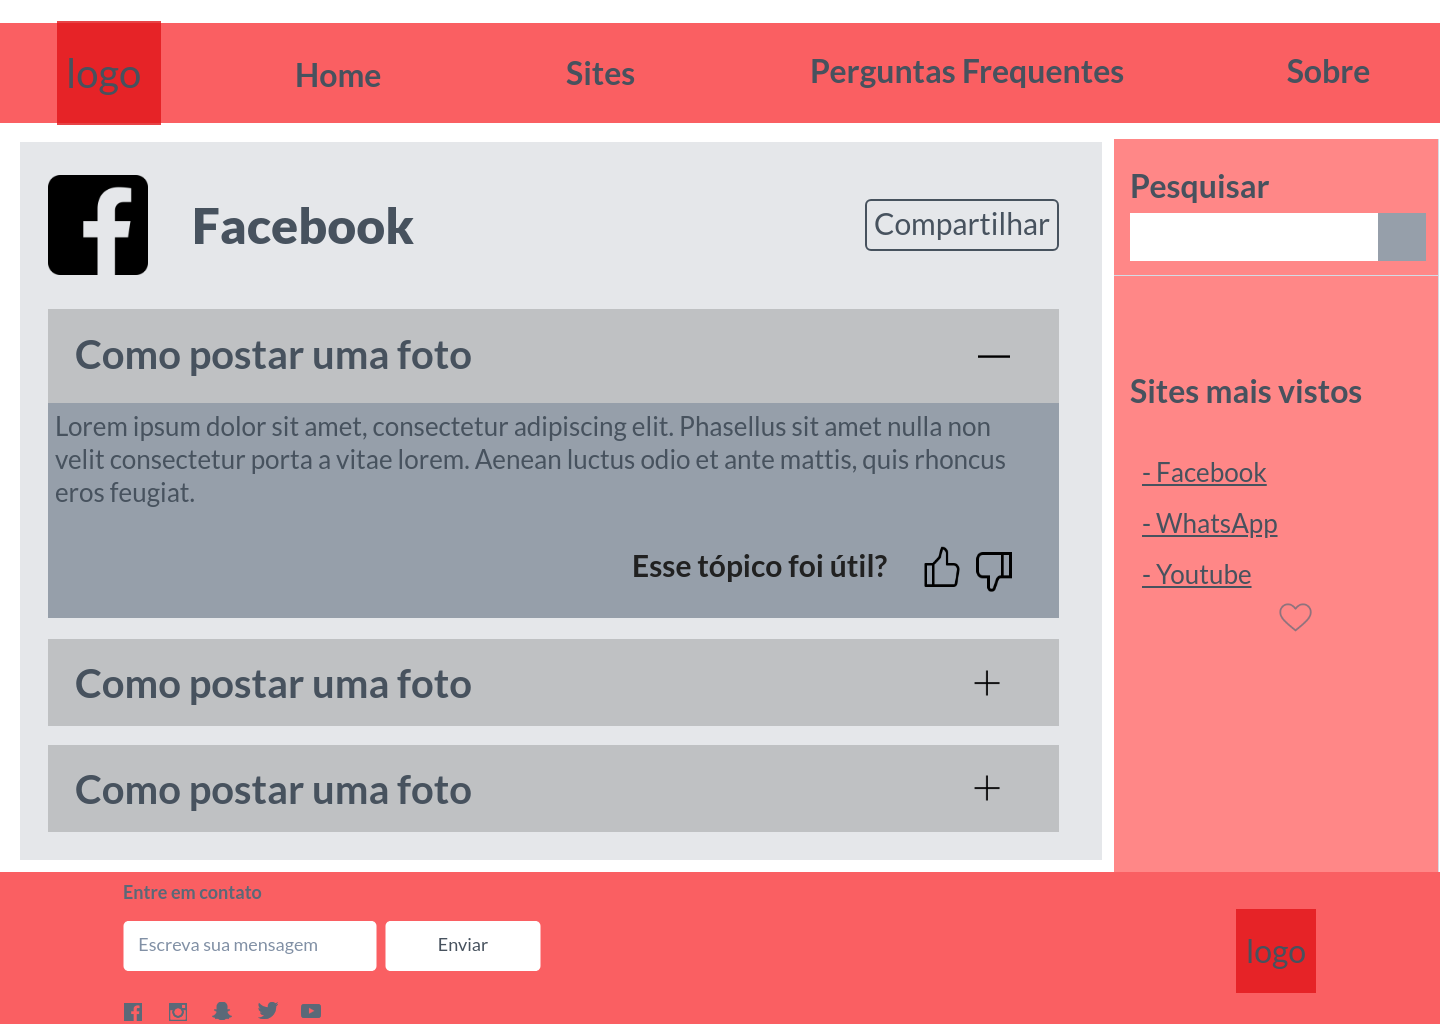 logo
Home
Sites
Perguntas Frequentes
Sobre
Facebook
Compartilhar
Como postar uma foto
Lorem ipsum dolor sit amet, consectetur adipiscing elit. Phasellus sit amet nulla non
velit consectetur porta a vitae lorem. Aenean luctus odio et ante mattis, quis rhoncus
eros feugiat.
Esse tópico foi útil?
Como postar uma foto
Como postar uma foto
Pesquisar
Sites mais vistos
- Facebook
- WhatsApp
- Youtube
Entre em contato
Escreva sua mensagem
Enviar
logo